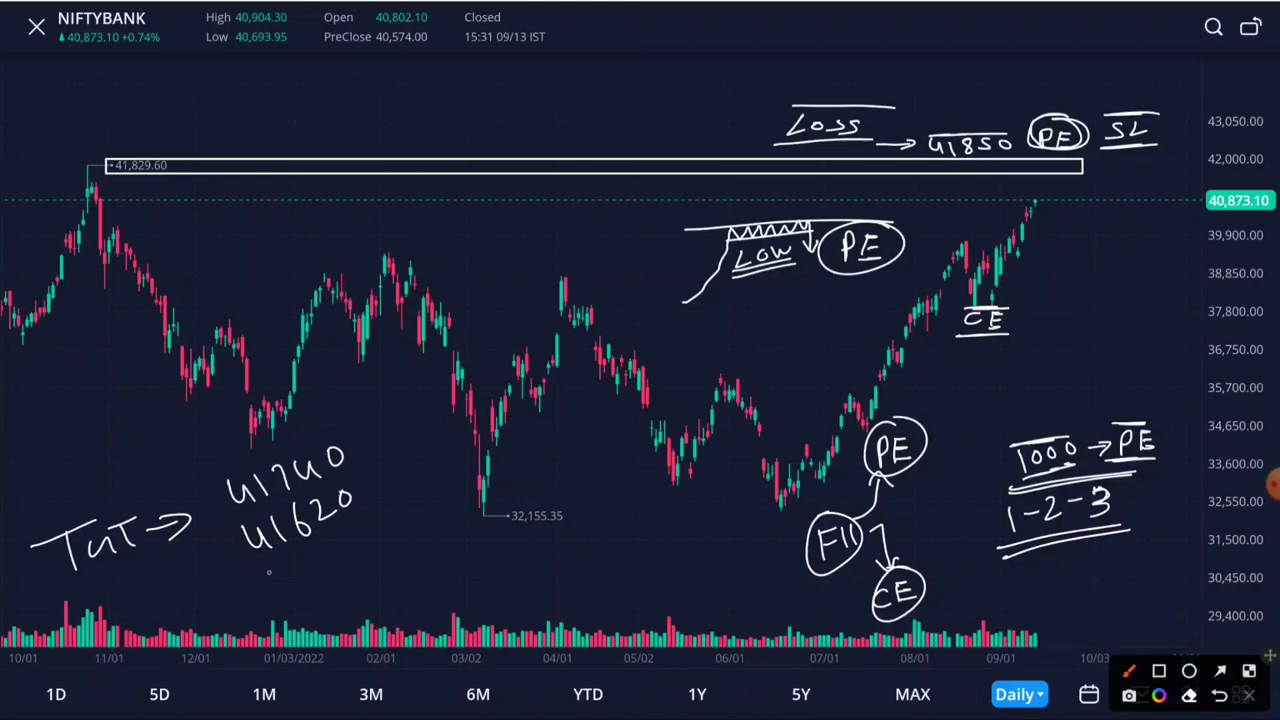 NIFTYBANK
▲40,873.10 +0.74%
High 40,904.30 Open 40,802.10 Closed
Low 40,693.95 PreClose 40,574.00 15:31 09/13 IST
Loss → 41850 PE SL
43,050.00
42,000.00
41,829.60
40,873.10
39,900.00
38,850.00
37,800.00
36,750.00
35,700.00
34,650.00
33,600.00
32,550.00
31,500.00
30,450.00
29,400.00
LOW PE
CE
PE
1000 → PE
1-2-3
FII
CE
41740
41620
TGT →
32,155.35
10/01 11/01 12/01 01/03/2022 02/01 03/02 04/01 05/02 06/01 07/01 08/01 09/01 10/03
1D 5D 1M 3M 6M YTD 1Y 5Y MAX Daily